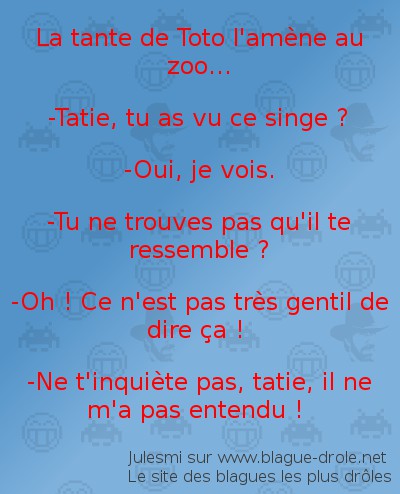 La tante de Toto l'amène au
zoo...
-Tatie, tu as vu ce singe ?
-Oui, je vois.
-Tu ne trouves pas qu'il te
ressemble ?
-Oh ! Ce n'est pas très gentil de
dire ça !
-Ne t'inquiète pas, tatie, il ne
m'a pas entendu !
Julesmi sur www.blague-drole.net
Le site des blagues les plus drôles